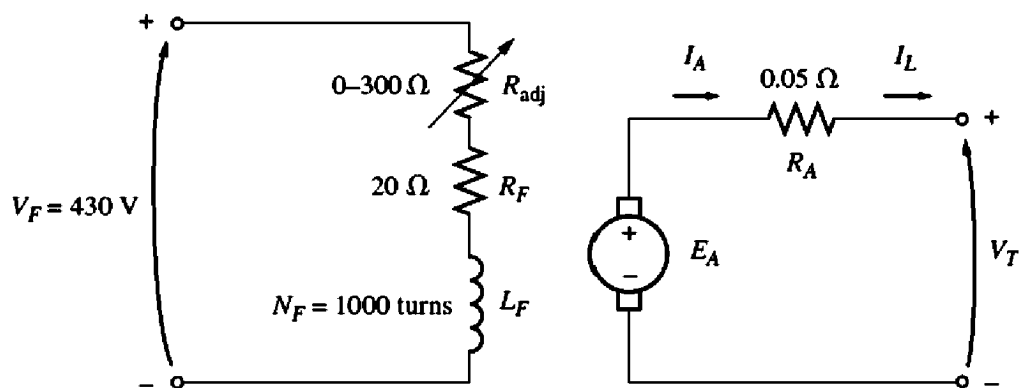 +
0–300 Ω
R_adj
20 Ω
R_F
V_F = 430 V
N_F = 1000 turns
L_F
–
I_A
0.05 Ω
I_L
R_A
+
+
–
E_A
V_T
–